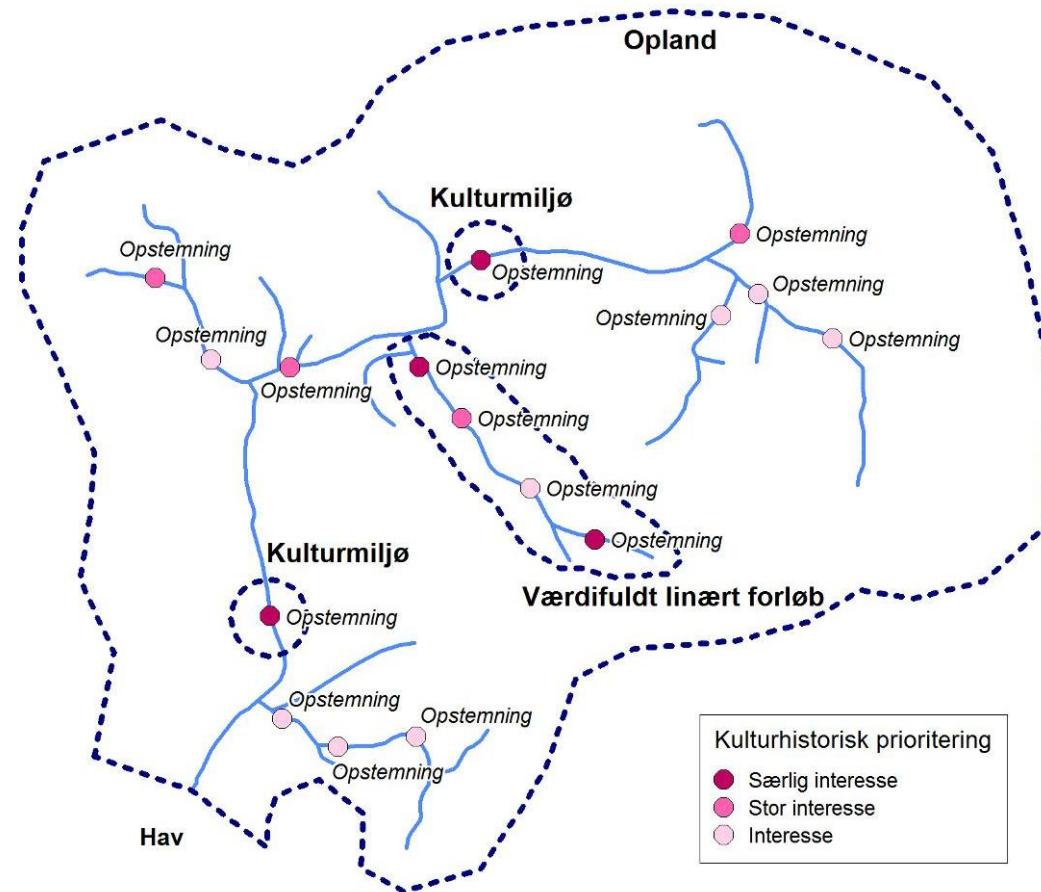 Opland
Kulturmiljø
Opstemning
Opstemning
Opstemning
Opstemning
Opstemning
Opstemning
Opstemning
Opstemning
Opstemning
Opstemning
Opstemning
Opstemning
Opstemning
Kulturmiljø
Værdifuldt linært forløb
Opstemning
Opstemning
Opstemning
Opstemning
Hav
Kulturhistorisk prioritering
Særlig interesse
Stor interesse
Interesse